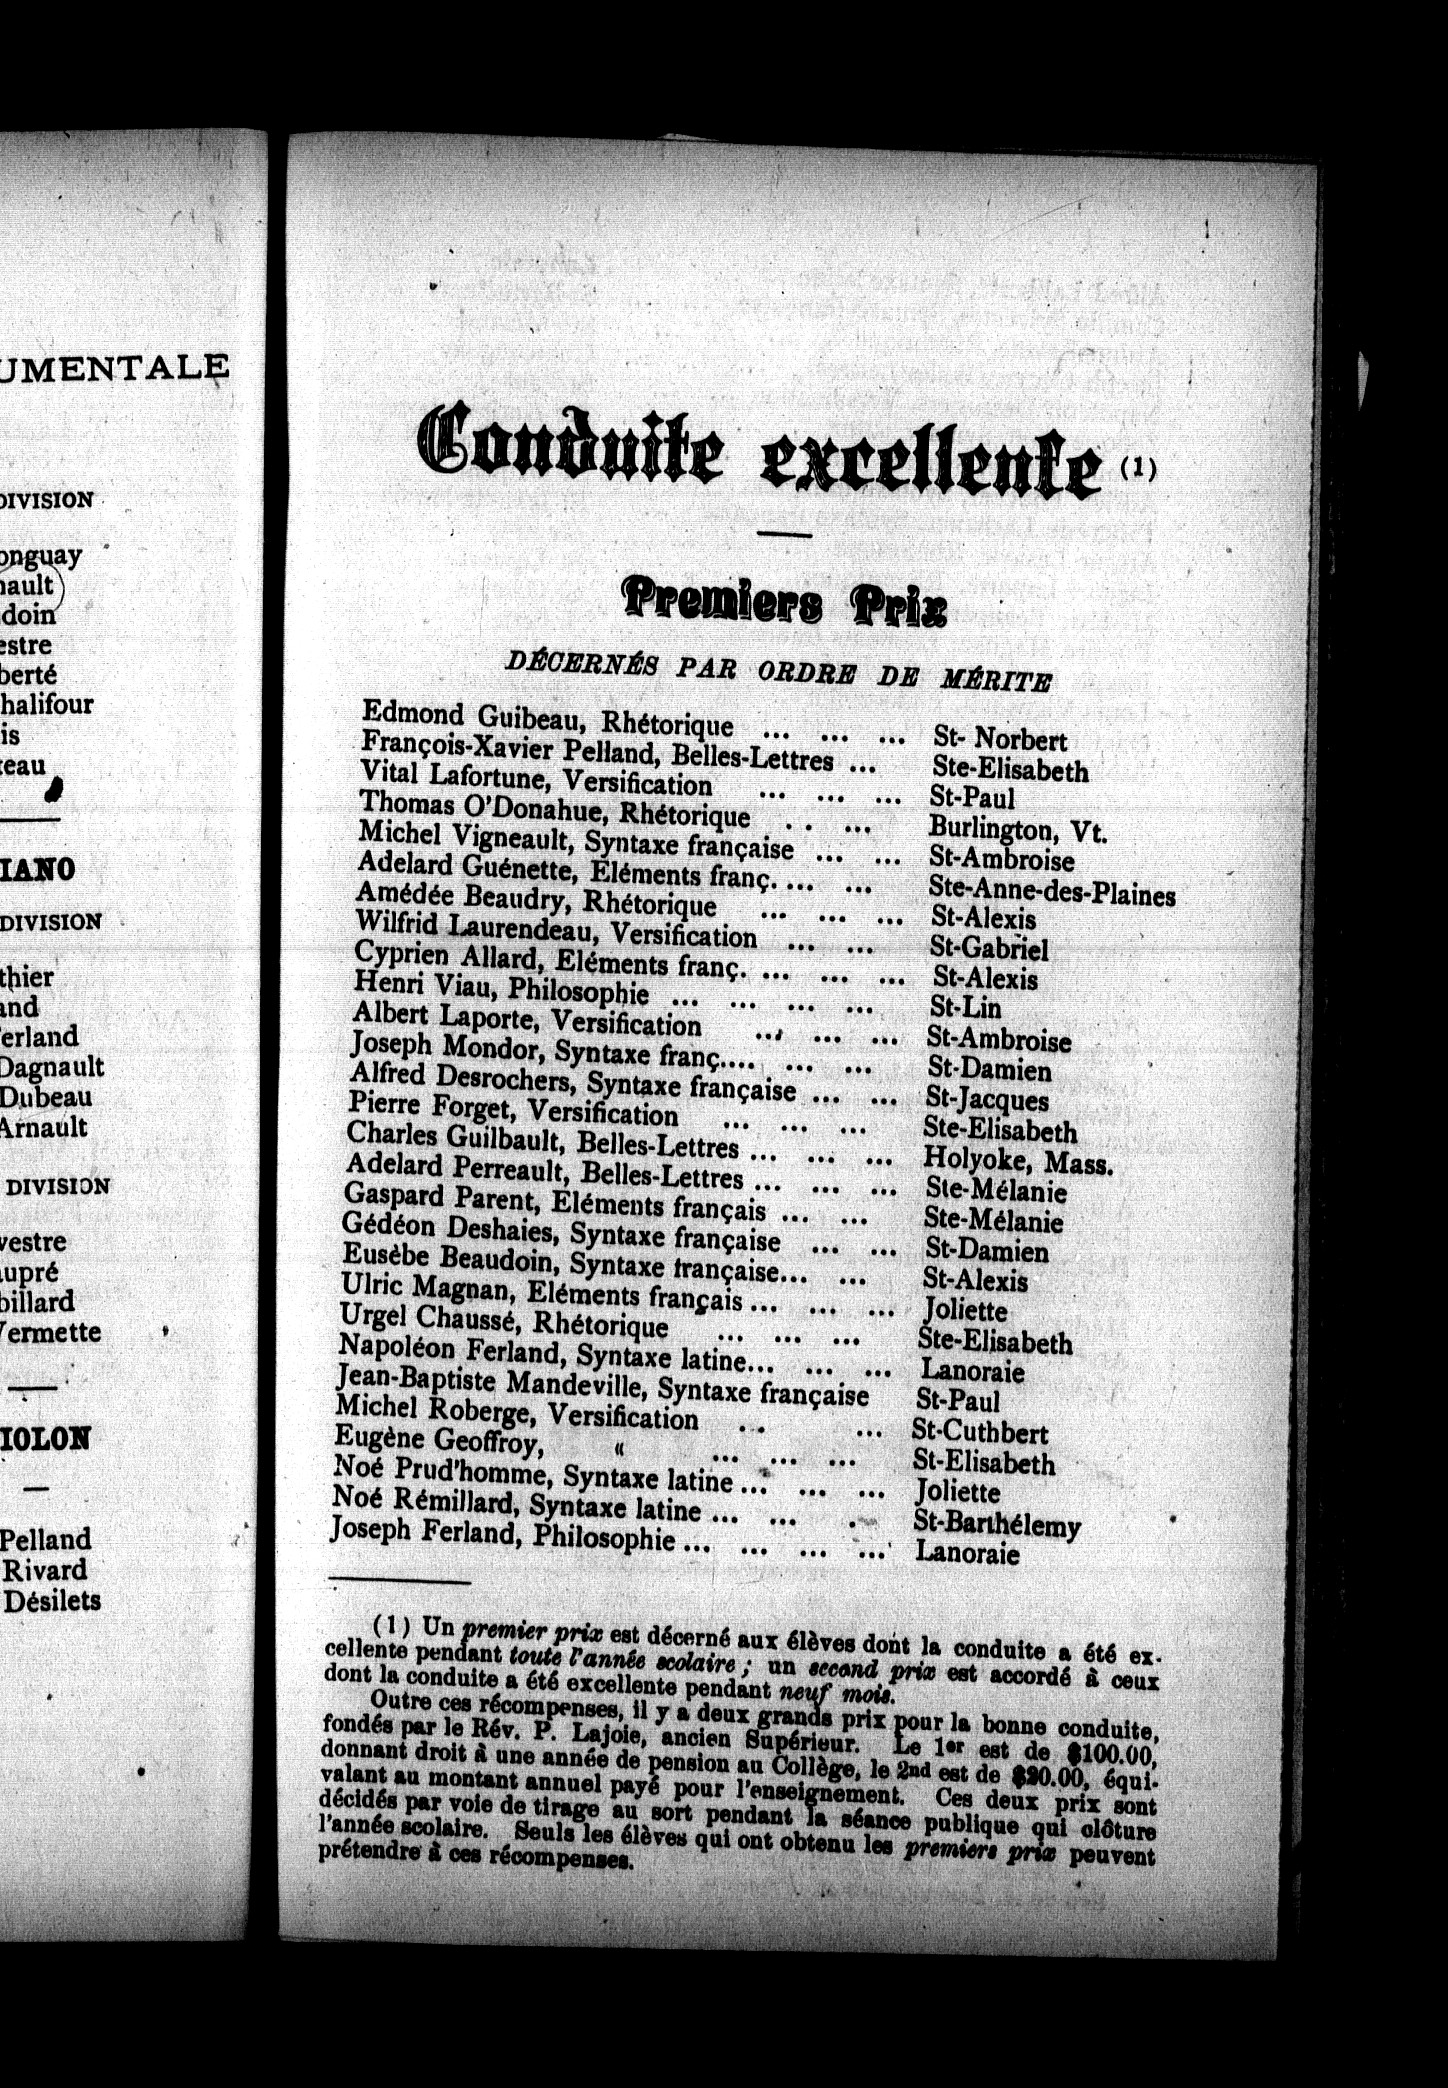 UMENTALE
DIVISION
onguay
nault
doin
estre
berté
halifour
is
teau
IANO
DIVISION
thier
and
erland
Dagnault
Dubeau
Arnault
DIVISION
vestre
upré
billard
Vermette
IOLON
Pelland
Rivard
Désilets
Conduite excellente (1)
Premiers Prix
DÉCERNÉS PAR ORDRE DE MÉRITE
Edmond Guibeau, Rhétorique ... ... ... St- Norbert
François-Xavier Pelland, Belles-Lettres ... Ste-Elisabeth
Vital Lafortune, Versification ... ... ... St-Paul
Thomas O'Donahue, Rhétorique . . ... Burlington, Vt.
Michel Vigneault, Syntaxe française ... ... St-Ambroise
Adelard Guénette, Eléments franç. ... ... Ste-Anne-des-Plaines
Amédée Beaudry, Rhétorique ... ... ... St-Alexis
Wilfrid Laurendeau, Versification ... ... St-Gabriel
Cyprien Allard, Eléments franç. ... ... ... St-Alexis
Henri Viau, Philosophie ... ... ... ... St-Lin
Albert Laporte, Versification ... ... ... St-Ambroise
Joseph Mondor, Syntaxe franç.... ... ... St-Damien
Alfred Desrochers, Syntaxe française ... ... St-Jacques
Pierre Forget, Versification ... ... ... Ste-Elisabeth
Charles Guilbault, Belles-Lettres ... ... ... Holyoke, Mass.
Adelard Perreault, Belles-Lettres ... ... ... Ste-Mélanie
Gaspard Parent, Eléments français ... ... Ste-Mélanie
Gédéon Deshaies, Syntaxe française ... ... St-Damien
Eusèbe Beaudoin, Syntaxe française... ... St-Alexis
Ulric Magnan, Eléments français ... ... ... Joliette
Urgel Chaussé, Rhétorique ... ... ... Ste-Elisabeth
Napoléon Ferland, Syntaxe latine... ... ... Lanoraie
Jean-Baptiste Mandeville, Syntaxe française St-Paul
Michel Roberge, Versification . . ... St-Cuthbert
Eugène Geoffroy, « ... ... ... St-Elisabeth
Noé Prud'homme, Syntaxe latine ... ... ... Joliette
Noé Rémillard, Syntaxe latine ... ... . St-Barthélemy
Joseph Ferland, Philosophie ... ... ... ... Lanoraie
(1) Un premier prix est décerné aux élèves dont la conduite a été ex-
cellente pendant toute l'année scolaire ; un second prix est accordé à ceux
dont la conduite a été excellente pendant neuf mois.
Outre ces récompenses, il y a deux grands prix pour la bonne conduite,
fondés par le Rév. P. Lajoie, ancien Supérieur. Le 1er est de $100.00,
donnant droit à une année de pension au Collège, le 2nd est de $20.00, équi-
valant au montant annuel payé pour l'enseignement. Ces deux prix sont
décidés par voie de tirage au sort pendant la séance publique qui clôture
l'année scolaire. Seuls les élèves qui ont obtenu les premiers prix peuvent
prétendre à ces récompenses.